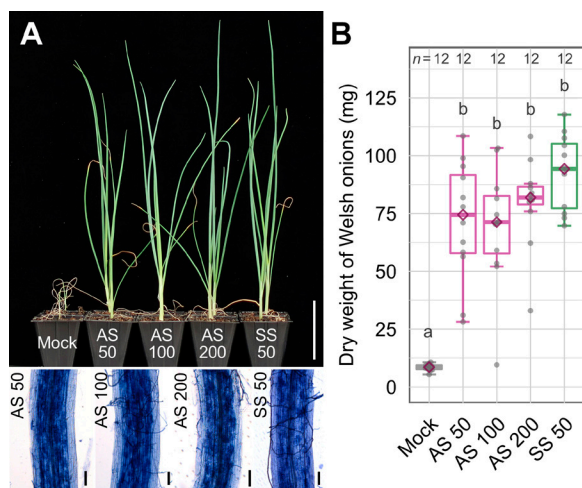 A
Mock
AS
50
AS
100
AS
200
SS
50
AS 50
AS 100
AS 200
SS 50
B
n = 12 12 12 12 12
Dry weight of Welsh onions (mg)
125
100
75
50
25
0
a
b
b
b
b
Mock
AS 50
AS 100
AS 200
SS 50